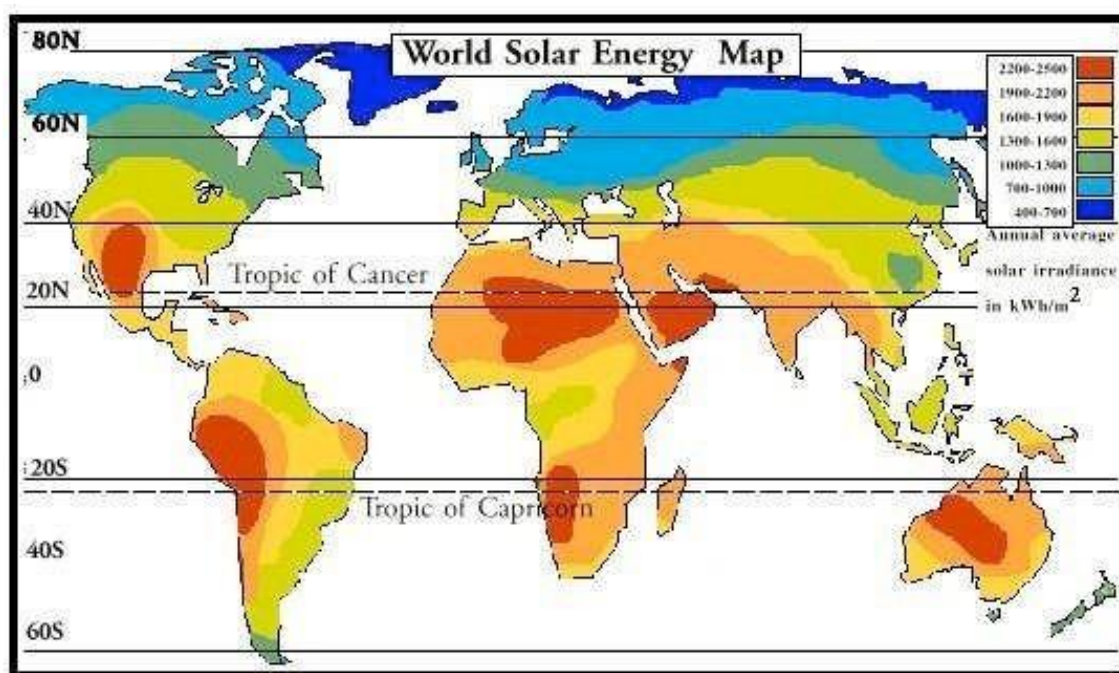 80N
World Solar Energy Map
2200-2500
1900-2200
1600-1900
1300-1600
1000-1300
700-1000
400-700
60N
40N
Annual average
solar irradiance
in kWh/m2
Tropic of Cancer
20N
0
20S
Tropic of Capricorn
40S
60S